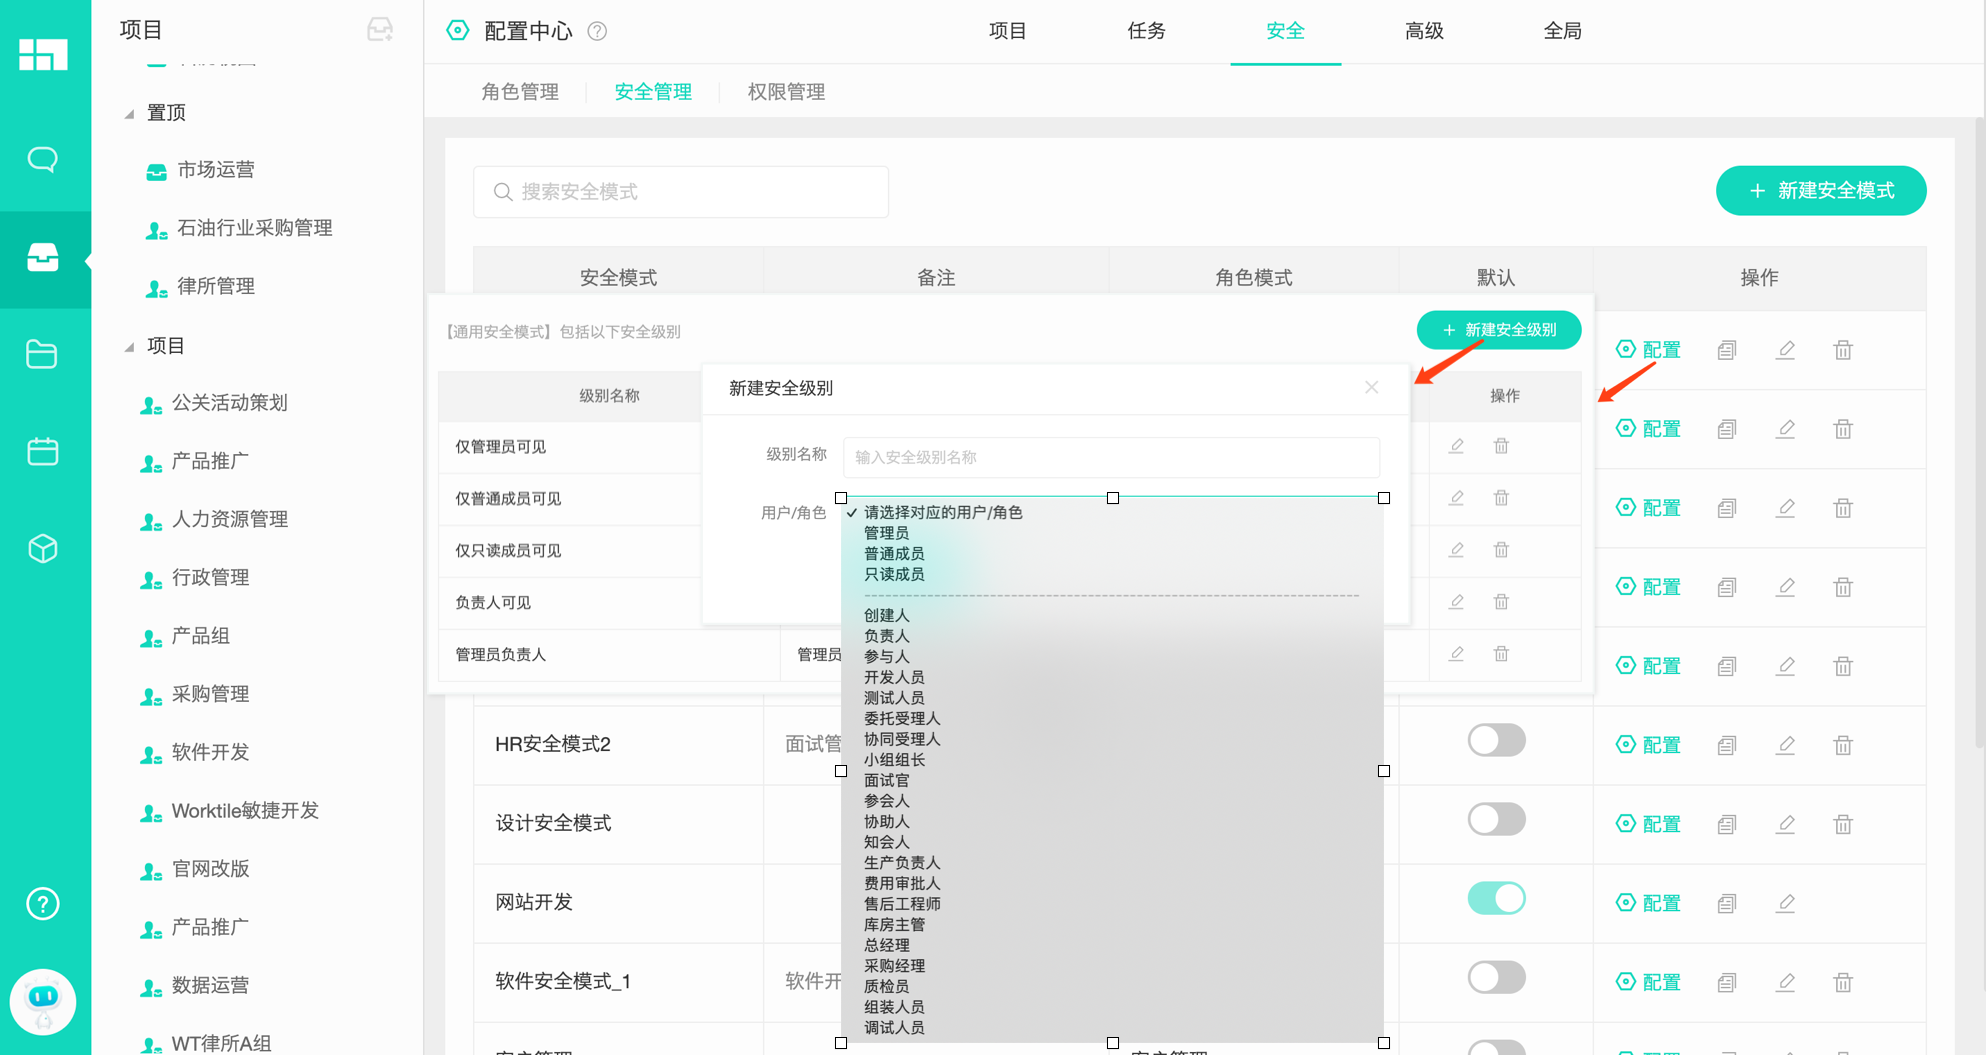 项目
配置中心 ?
项目
任务
安全
高级
全局
置顶
角色管理
安全管理
权限管理
市场运营
石油行业采购管理
律所管理
项目
公关活动策划
产品推广
人力资源管理
行政管理
产品组
采购管理
软件开发
Worktile敏捷开发
官网改版
产品推广
数据运营
WT律所A组
搜索安全模式
+ 新建安全模式
安全模式
备注
角色模式
默认
操作
【通用安全模式】包括以下安全级别
+ 新建安全级别
级别名称
操作
仅管理员可见
仅普通成员可见
仅只读成员可见
负责人可见
管理员负责人
管理员
新建安全级别
级别名称
输入安全级别名称
用户/角色
✓ 请选择对应的用户/角色
管理员
普通成员
只读成员
创建人
负责人
参与人
开发人员
测试人员
委托受理人
协同受理人
小组组长
面试官
参会人
协助人
知会人
生产负责人
费用审批人
售后工程师
库房主管
总经理
采购经理
质检员
组装人员
调试人员
配置
配置
配置
配置
配置
HR安全模式2
面试管
配置
设计安全模式
配置
网站开发
配置
软件安全模式_1
软件开
配置